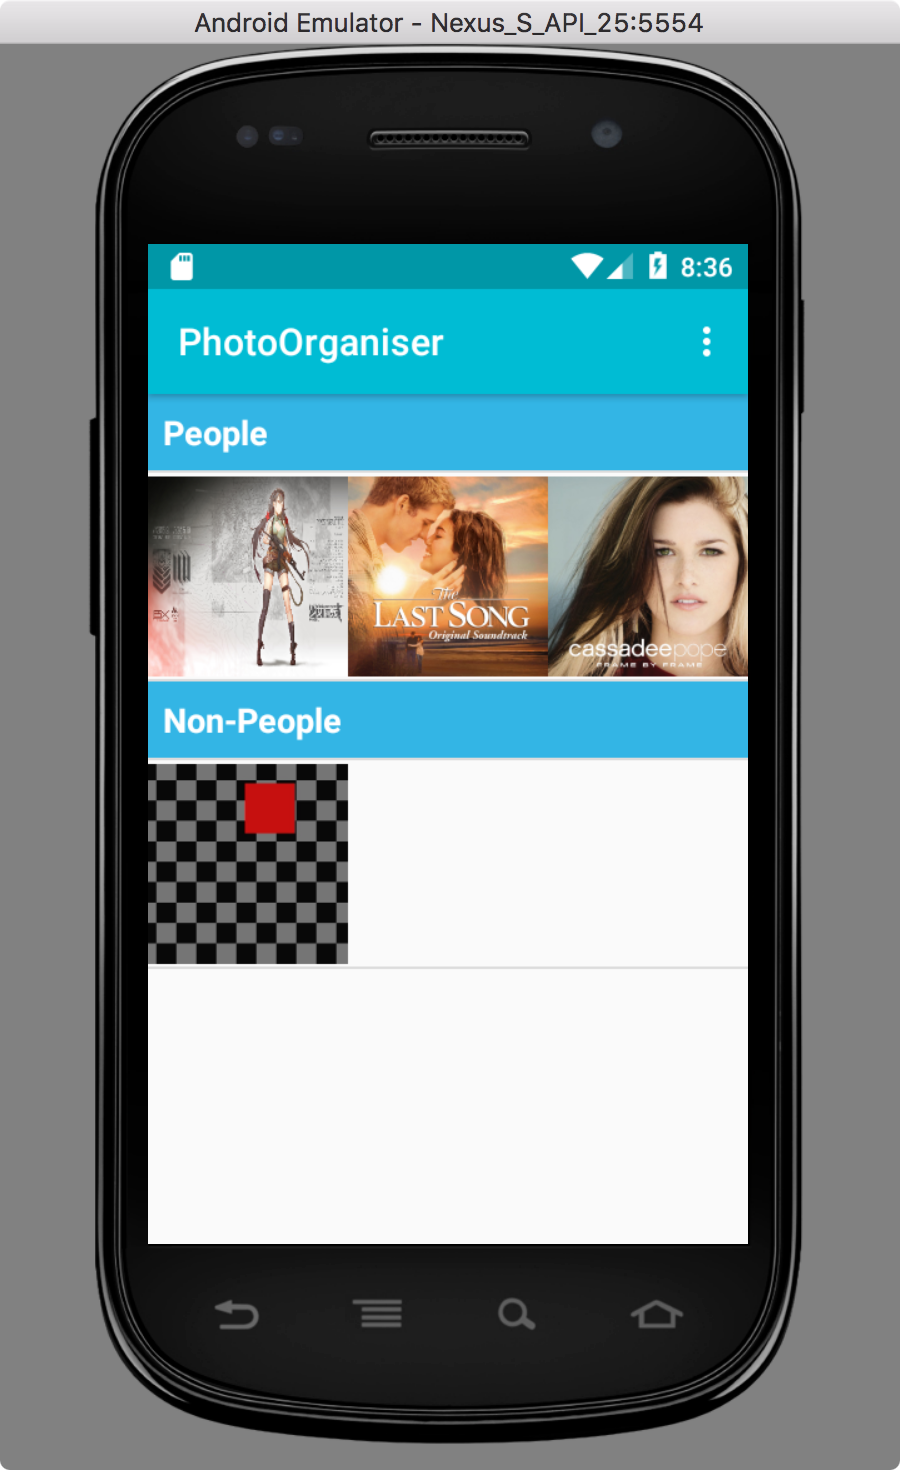 Android Emulator - Nexus_S_API_25:5554
8:36
PhotoOrganiser
People
The
LAST SONG
Original Soundtrack
cassadeepope
FRAME BY FRAME
Non-People